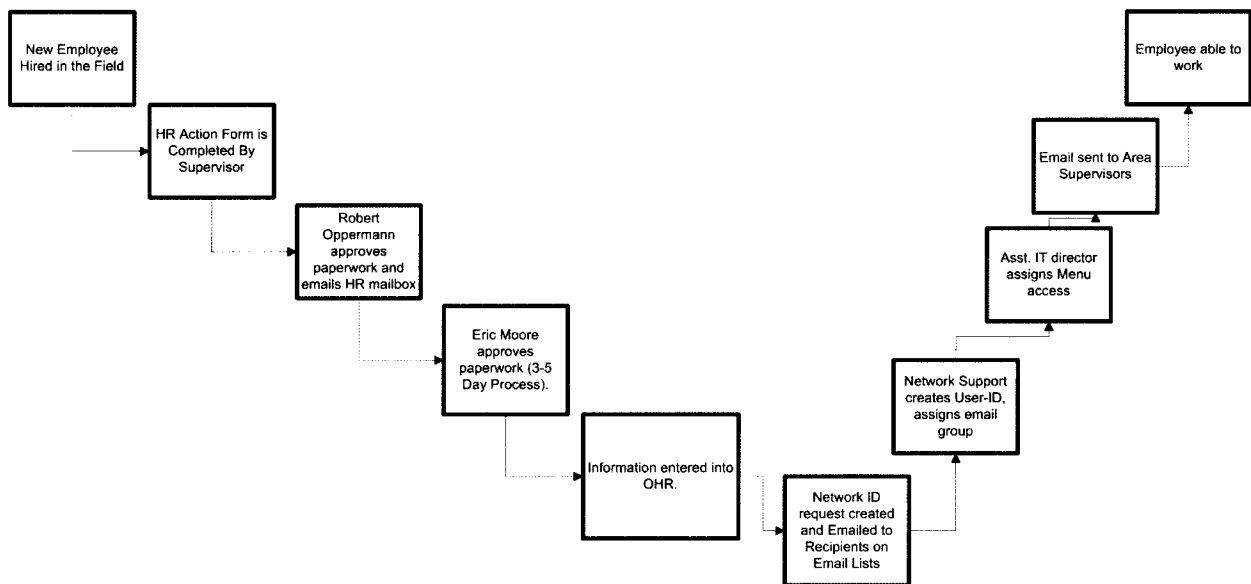 New Employee
Hired in the Field
HR Action Form is
Completed By
Supervisor
Robert
Oppermann
approves
paperwork and
emails HR mailbox
Eric Moore
approves
paperwork (3-5
Day Process).
Information entered into
OHR.
Network ID
request created
and Emailed to
Recipients on
Email Lists
Network Support
creates User-ID,
assigns email
group
Asst. IT director
assigns Menu
access
Email sent to Area
Supervisors
Employee able to
work